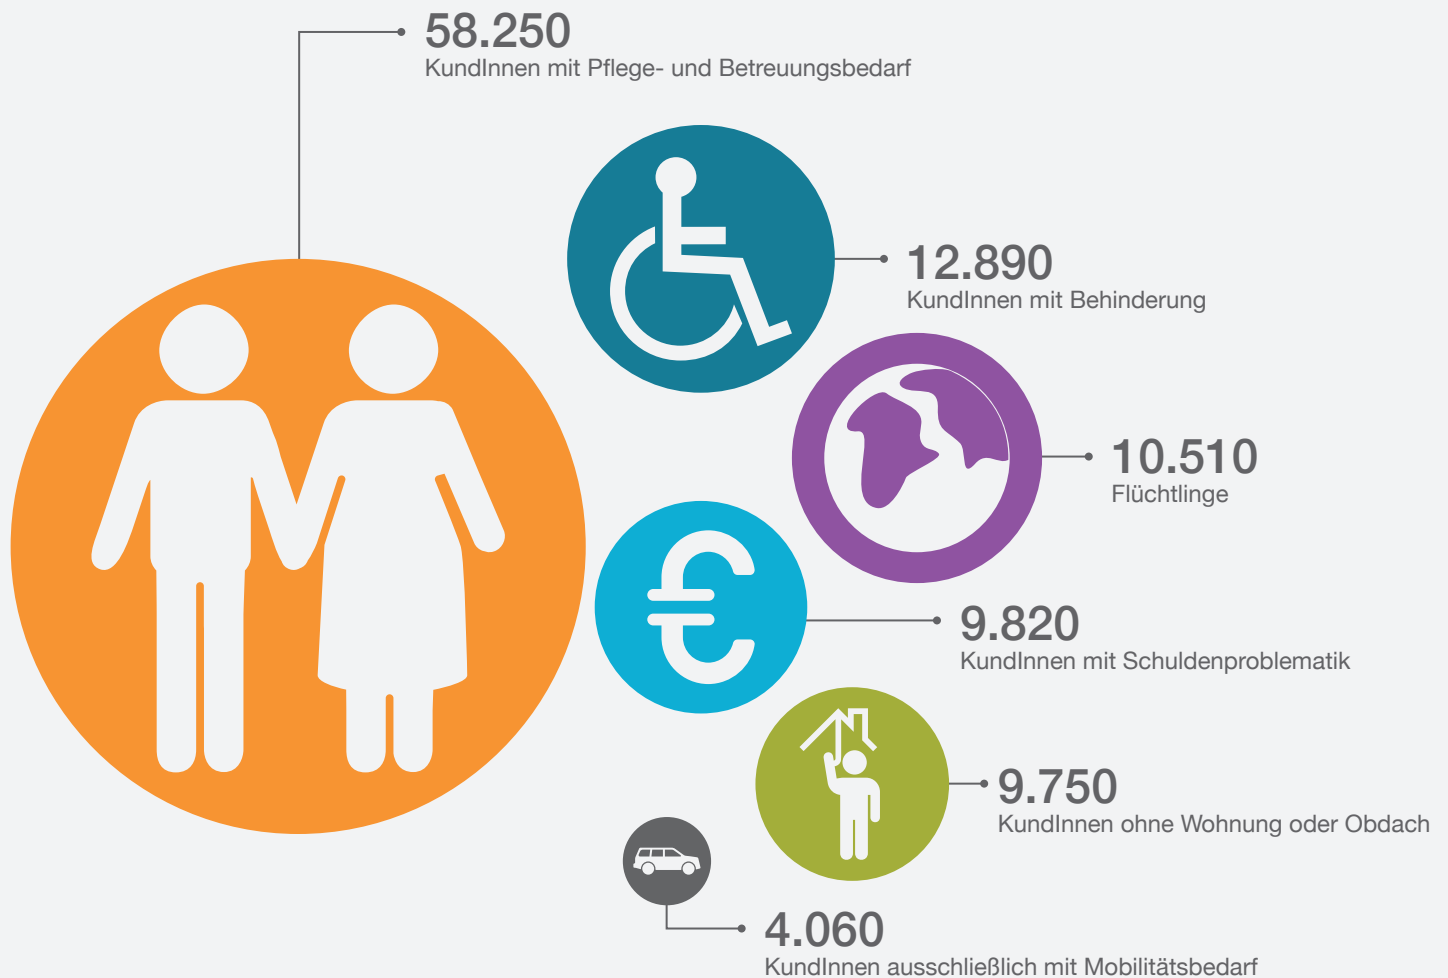 58.250
KundInnen mit Pflege- und Betreuungsbedarf
12.890
KundInnen mit Behinderung
10.510
Flüchtlinge
€
9.820
KundInnen mit Schuldenproblematik
9.750
KundInnen ohne Wohnung oder Obdach
4.060
KundInnen ausschließlich mit Mobilitätsbedarf